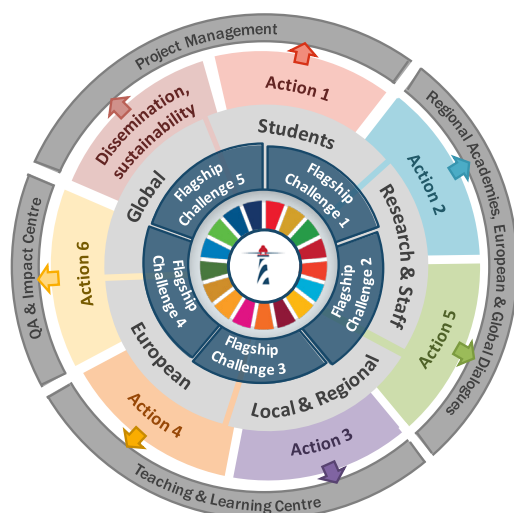 Project Management
Regional Academies, European & Global Dialogues
Teaching & Learning Centre
QA & Impact Centre
Action 1
Action 2
Action 5
Action 3
Action 4
Action 6
Dissemination,
sustainability
Students
Research & Staff
Local & Regional
European
Global
Flagship
Challenge 1
Flagship
Challenge 2
Flagship
Challenge 3
Flagship
Challenge 4
Flagship
Challenge 5